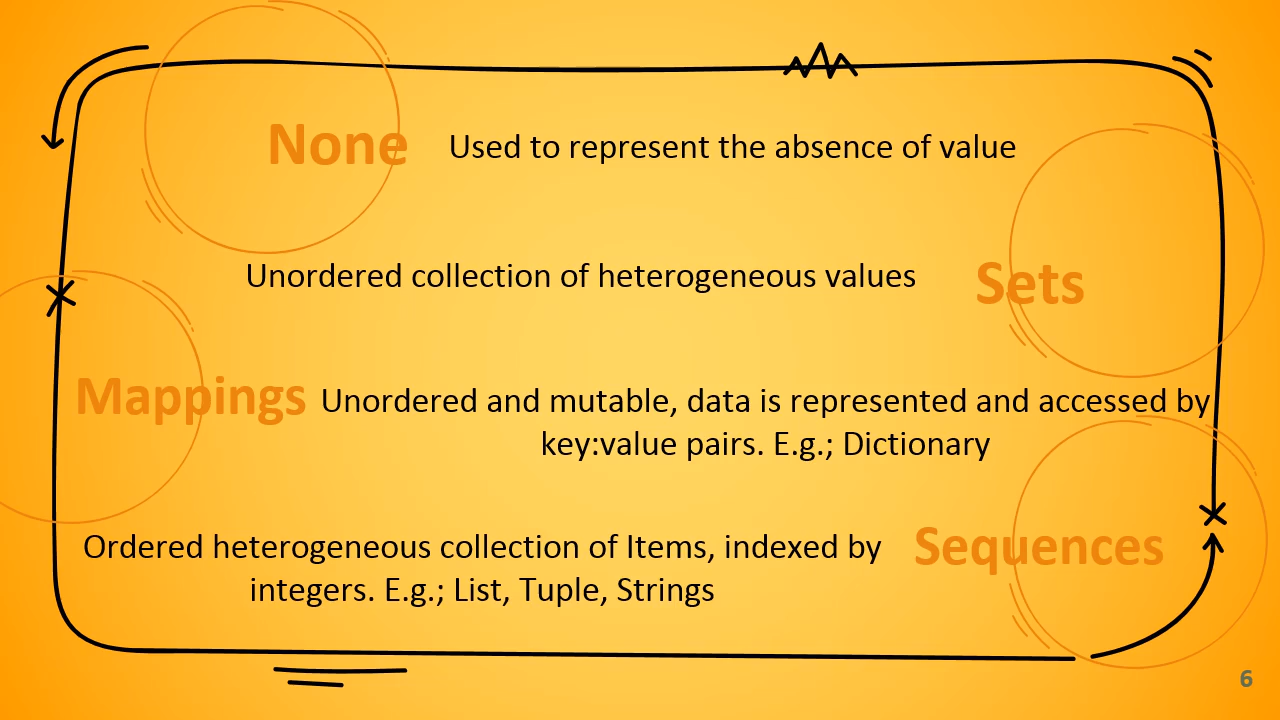 None Used to represent the absence of value
Unordered collection of heterogeneous values Sets
Mappings Unordered and mutable, data is represented and accessed by
key:value pairs. E.g.; Dictionary
Ordered heterogeneous collection of Items, indexed by Sequences
integers. E.g.; List, Tuple, Strings
6